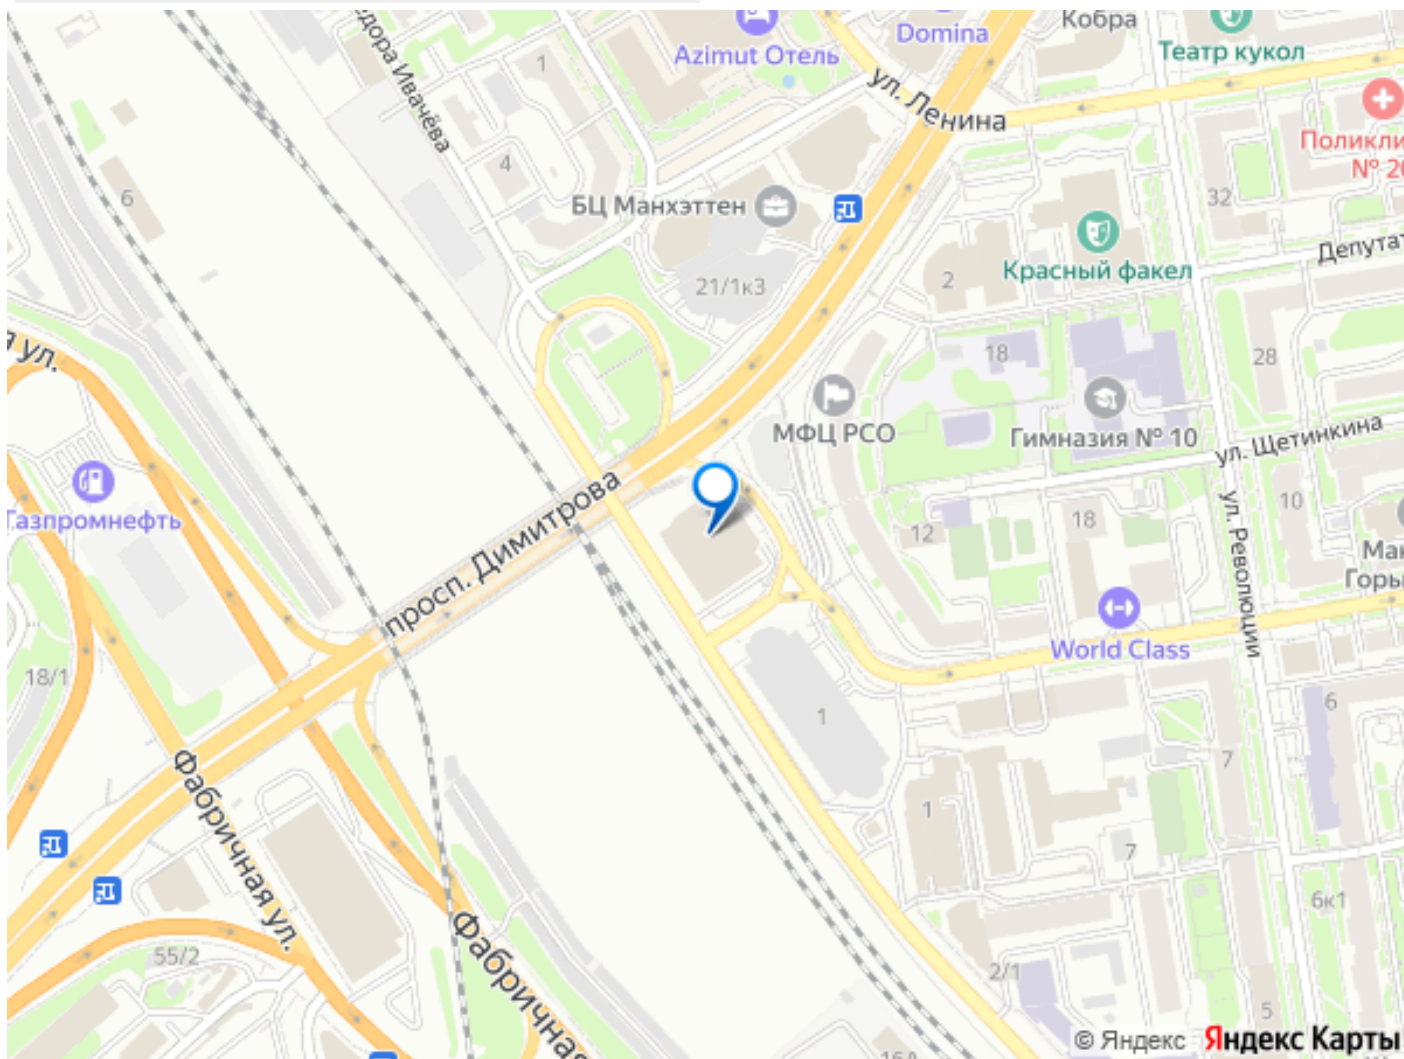 Кобра
Domina
Театр кукол
Azimut Отель
ул. Ленина
1
Ивачёва
4
6
32
№
БЦ Манхэттен
Красный факел
2
21/1к3
18
28
ул.
МФЦ РСО
Гимназия № 10
ул. Щетинкина
Газпромнефть
просп. Димитрова
12
18
10
ул. Революции
World Class
18/1
1
6
7
Фабричная ул.
1
7
6к1
Фабричная
55/2
2/1
5
© Яндекс Яндекс Карты